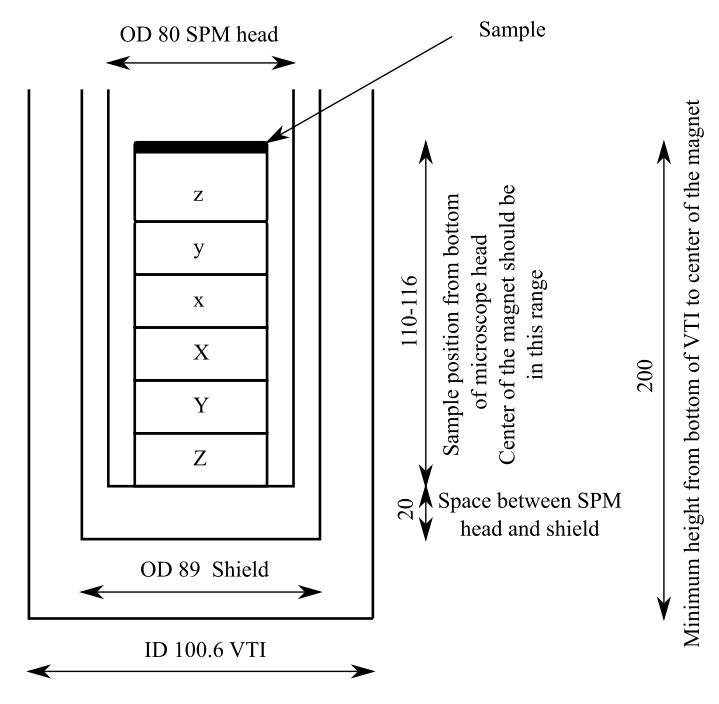 OD 80 SPM head
Sample
z
y
x
X
Y
Z
110-116
Sample position from bottom
of microscope head
Center of the magnet should be
in this range
20
Space between SPM
head and shield
200
Minimum height from bottom of VTI to center of the magnet
OD 89 Shield
ID 100.6 VTI